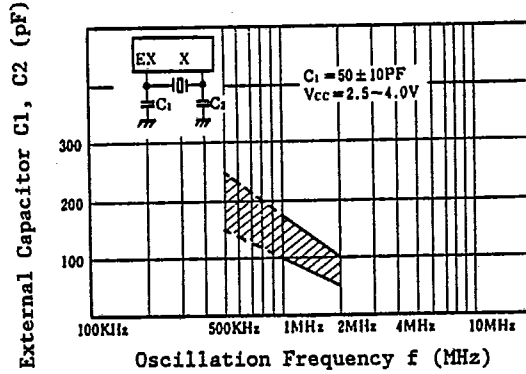 External Capacitor C1, C2 (pF)
EX X
C₁ C₂
C₁=50±10PF
Vcc=2.5~4.0V
300
200
100
100KHz 500KHz 1MHz 2MHz 4MHz 10MHz
Oscillation Frequency f (MHz)